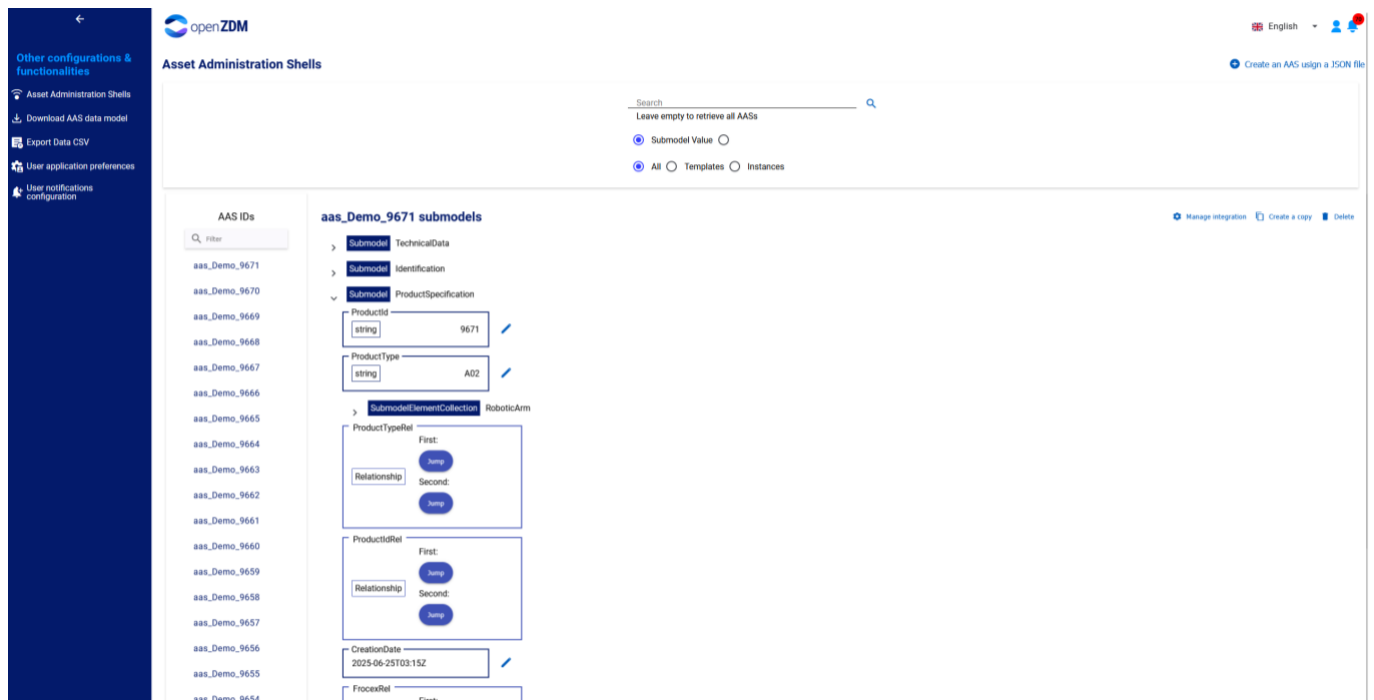 openZDM
English
Other configurations &
functionalities
Asset Administration Shells
Download AAS data model
Export Data CSV
User application preferences
User notifications
configuration
Asset Administration Shells
Create an AAS usign a JSON file
Search
Leave empty to retrieve all AASs
Submodel Value
All Templates Instances
AAS IDs
Filter
aas_Demo_9671
aas_Demo_9670
aas_Demo_9669
aas_Demo_9668
aas_Demo_9667
aas_Demo_9666
aas_Demo_9665
aas_Demo_9664
aas_Demo_9663
aas_Demo_9662
aas_Demo_9661
aas_Demo_9660
aas_Demo_9659
aas_Demo_9658
aas_Demo_9657
aas_Demo_9656
aas_Demo_9655
aas_Demo_9654
aas_Demo_9671 submodels
Manage integration Create a copy Delete
Submodel TechnicalData
Submodel Identification
Submodel ProductSpecification
ProductId
string 9671
ProductType
string A02
SubmodelElementCollection RoboticArm
ProductTypeRel
First:
Jump
Relationship
Second:
Jump
ProductIdRel
First:
Jump
Relationship
Second:
Jump
CreationDate
2025-06-25T03:15Z
FrocexRel
First: